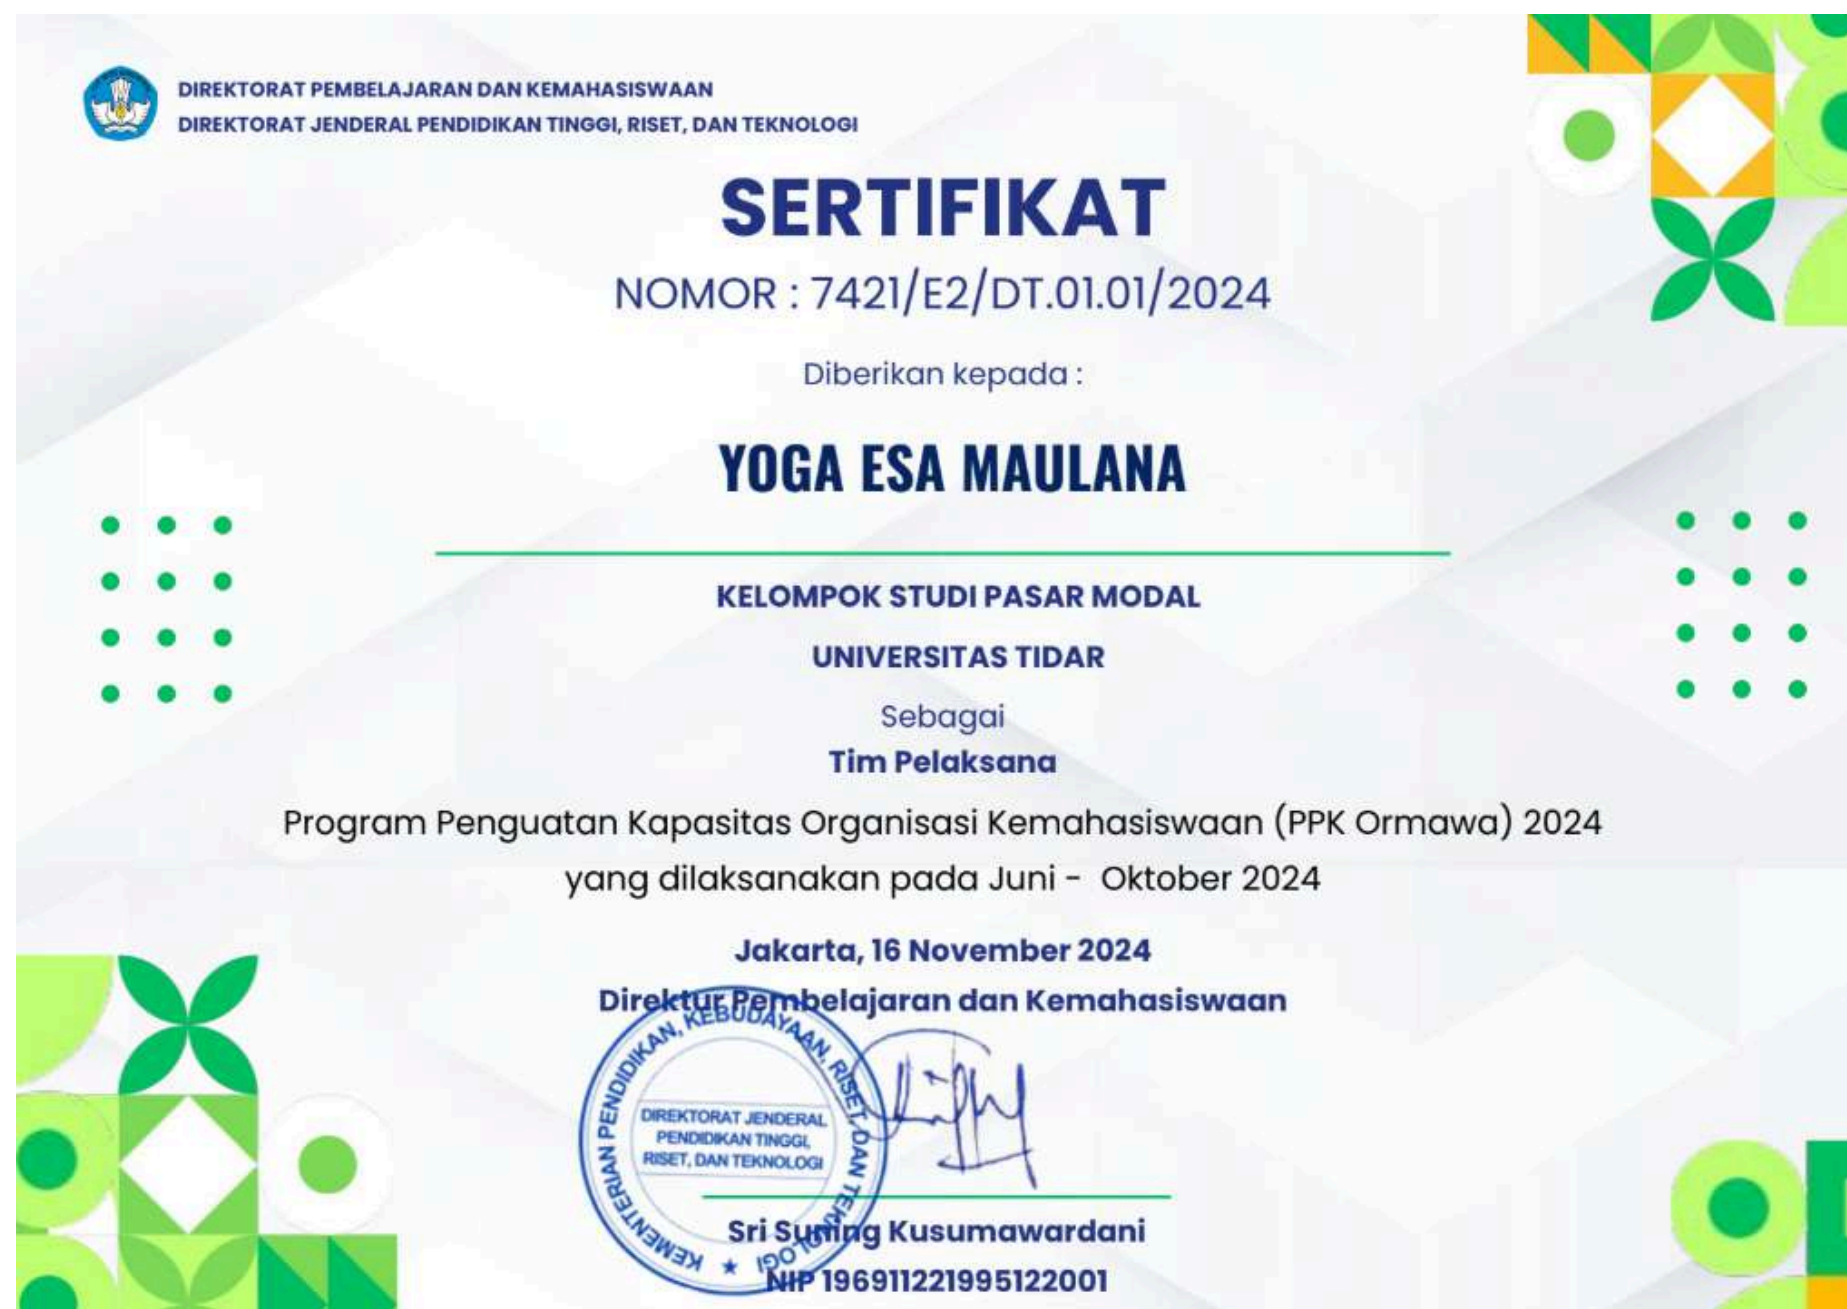 DIREKTORAT PEMBELAJARAN DAN KEMAHASISWAAN
DIREKTORAT JENDERAL PENDIDIKAN TINGGI, RISET, DAN TEKNOLOGI
SERTIFIKAT
NOMOR : 7421/E2/DT.01.01/2024
Diberikan kepada :
YOGA ESA MAULANA
KELOMPOK STUDI PASAR MODAL
UNIVERSITAS TIDAR
Sebagai
Tim Pelaksana
Program Penguatan Kapasitas Organisasi Kemahasiswaan (PPK Ormawa) 2024
yang dilaksanakan pada Juni - Oktober 2024
Jakarta, 16 November 2024
Direktur Pembelajaran dan Kemahasiswaan
KEMENTERIAN PENDIDIKAN, KEBUDAYAAN, RISET, DAN TEKNOLOGI
DIREKTORAT JENDERAL
PENDIDIKAN TINGGI,
RISET, DAN TEKNOLOGI
Sri Suning Kusumawardani
NIP 196911221995122001